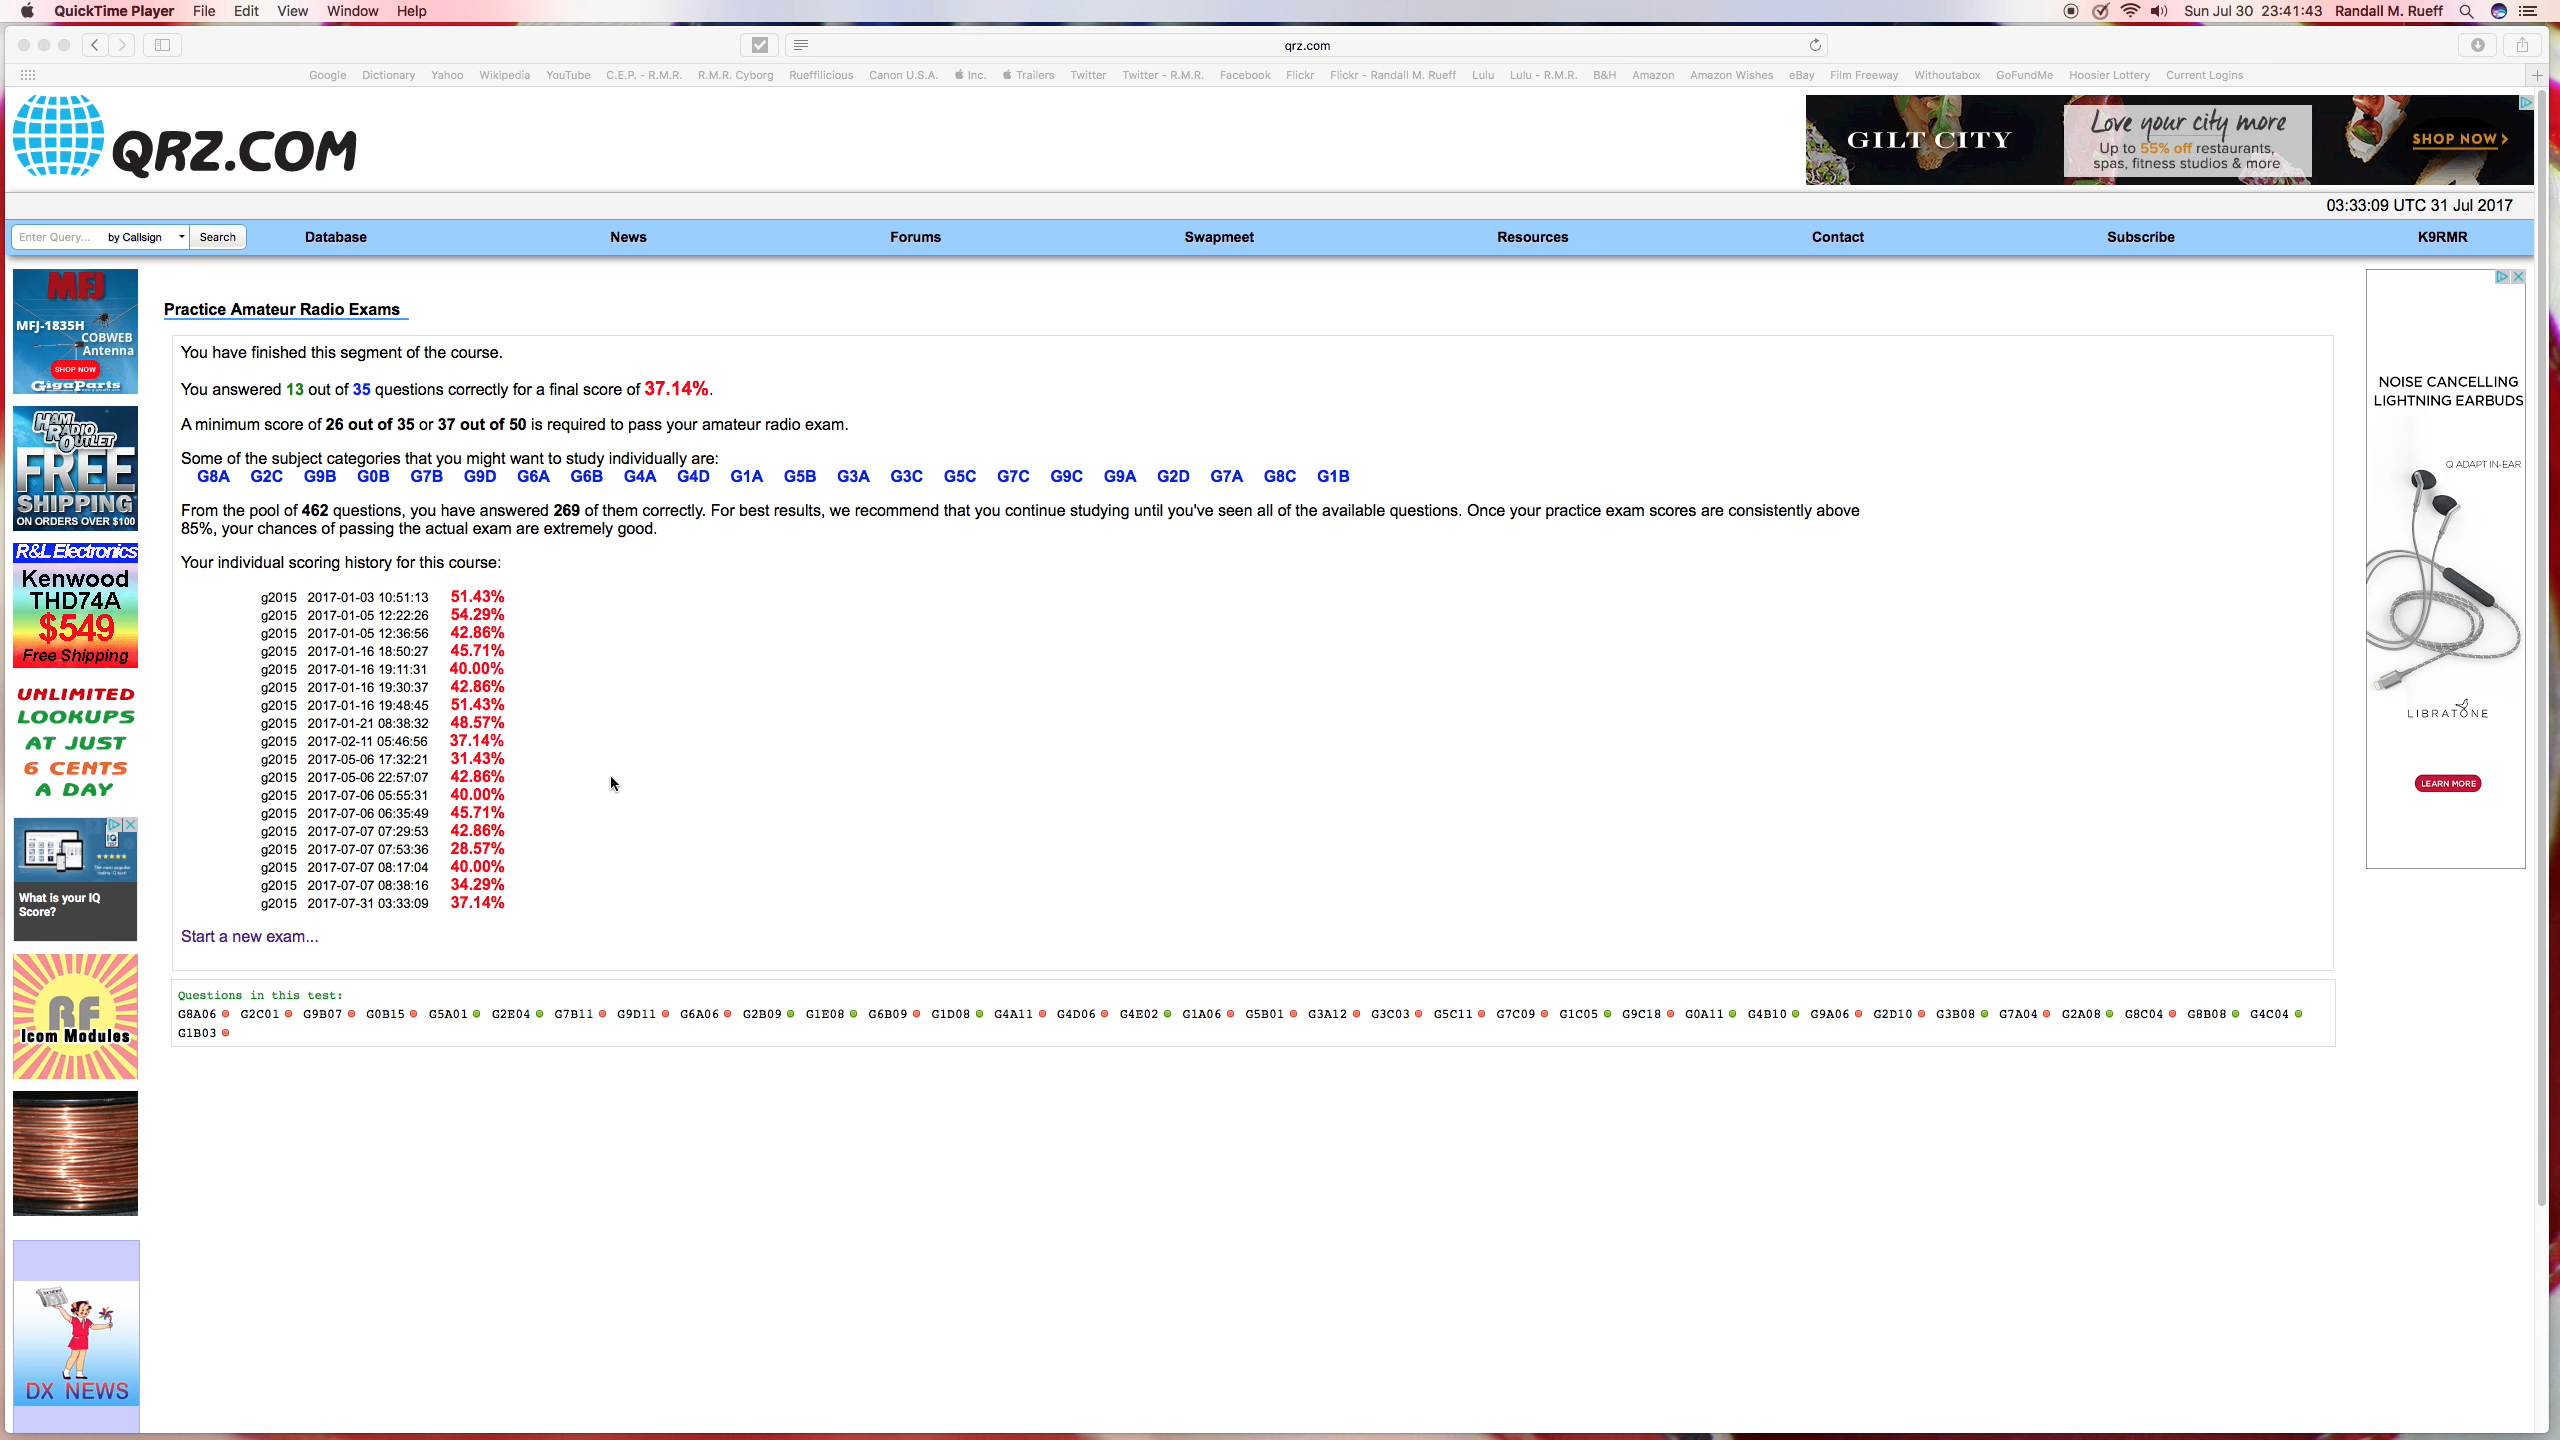 QuickTime Player File Edit View Window Help Sun Jul 30 23:41:43 Randall M. Rueff
qrz.com
Google Dictionary Yahoo Wikipedia YouTube C.E.P. - R.M.R. R.M.R. Cyborg Rueffilicious Canon U.S.A. Inc. Trailers Twitter Twitter - R.M.R. Facebook Flickr Flickr - Randall M. Rueff Lulu Lulu - R.M.R. B&H Amazon Amazon Wishes eBay Film Freeway Withoutabox GoFundMe Hoosier Lottery Current Logins
QRZ.COM
GILT CITY
Love your city more
Up to 55% off restaurants,
spas, fitness studios & more
SHOP NOW >
03:33:09 UTC 31 Jul 2017
Enter Query... by Callsign Search Database News Forums Swapmeet Resources Contact Subscribe K9RMR
MFJ
MFJ-1835H
COBWEB
Antenna
SHOP NOW
GigaParts
HAM
RADIO
OUTLET
FREE
SHIPPING
ON ORDERS OVER $100
R&L Electronics
Kenwood
THD74A
$549
Free Shipping
UNLIMITED
LOOKUPS
AT JUST
6 CENTS
A DAY
IQ
What is your IQ
Score?
RF
Icom Modules
DX NEWS
DX NEWS
Practice Amateur Radio Exams
You have finished this segment of the course.
You answered 13 out of 35 questions correctly for a final score of 37.14%.
A minimum score of 26 out of 35 or 37 out of 50 is required to pass your amateur radio exam.
Some of the subject categories that you might want to study individually are:
G8A G2C G9B G0B G7B G9D G6A G6B G4A G4D G1A G5B G3A G3C G5C G7C G9C G9A G2D G7A G8C G1B
From the pool of 462 questions, you have answered 269 of them correctly. For best results, we recommend that you continue studying until you've seen all of the available questions. Once your practice exam scores are consistently above
85%, your chances of passing the actual exam are extremely good.
Your individual scoring history for this course:
g2015 2017-01-03 10:51:13 51.43%
g2015 2017-01-05 12:22:26 54.29%
g2015 2017-01-05 12:36:56 42.86%
g2015 2017-01-16 18:50:27 45.71%
g2015 2017-01-16 19:11:31 40.00%
g2015 2017-01-16 19:30:37 42.86%
g2015 2017-01-16 19:48:45 51.43%
g2015 2017-01-21 08:38:32 48.57%
g2015 2017-02-11 05:46:56 37.14%
g2015 2017-05-06 17:32:21 31.43%
g2015 2017-05-06 22:57:07 42.86%
g2015 2017-07-06 05:55:31 40.00%
g2015 2017-07-06 06:35:49 45.71%
g2015 2017-07-07 07:29:53 42.86%
g2015 2017-07-07 07:53:36 28.57%
g2015 2017-07-07 08:17:04 40.00%
g2015 2017-07-07 08:38:16 34.29%
g2015 2017-07-31 03:33:09 37.14%
Start a new exam...
Questions in this test:
G8A06 G2C01 G9B07 G0B15 G5A01 G2E04 G7B11 G9D11 G6A06 G2B09 G1E08 G6B09 G1D08 G4A11 G4D06 G4E02 G1A06 G5B01 G3A12 G3C03 G5C11 G7C09 G1C05 G9C18 G0A11 G4B10 G9A06 G2D10 G3B08 G7A04 G2A08 G8C04 G8B08 G4C04
G1B03
NOISE CANCELLING
LIGHTNING EARBUDS
Q ADAPT IN-EAR
LIBRATONE
LEARN MORE